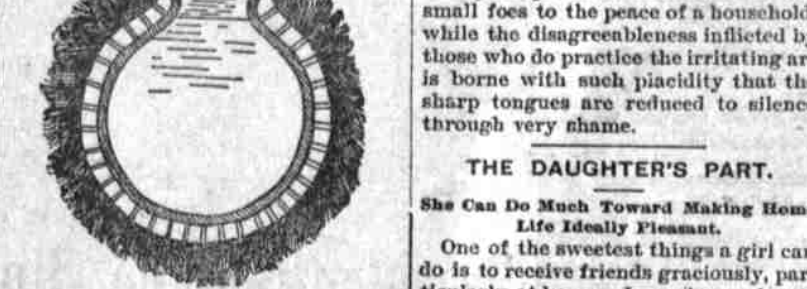 small foes to the peace of a household
while the disagreeableness inflicted b
those who do practice the irritating ar
is borne with such placidity that th
sharp tongues are reduced to silenc
through very shame.
THE DAUGHTER'S PART.
She Can Do Much Toward Making Hom
Life Ideally Pleasant.
One of the sweetest things a girl can
do is to receive friends graciously, par